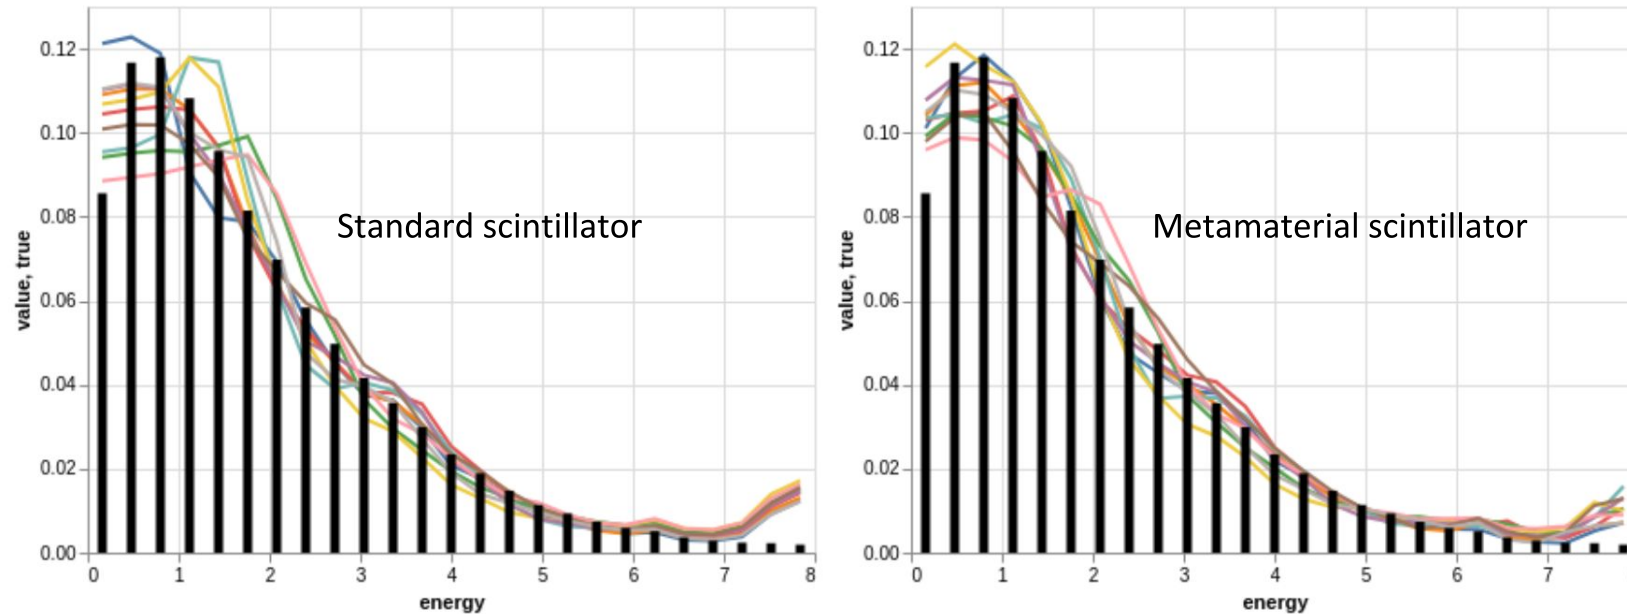 0.12
0.10
0.08
0.06
0.04
0.02
0.00
value, true
Standard scintillator
0 1 2 3 4 5 6 7 8
energy
0.12
0.10
0.08
0.06
0.04
0.02
0.00
value, true
Metamaterial scintillator
0 1 2 3 4 5 6 7
energy